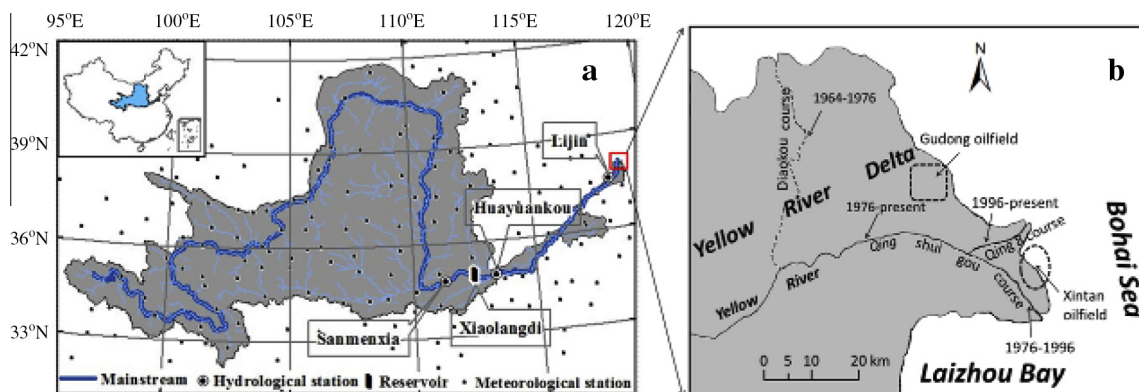 95°E 100°E 105°E 110°E 115°E 120°E
42°N
39°N
36°N
33°N
a
Lijin
Huayuankou
Sanmenxia
Xiaolangdi
Mainstream Hydrological station Reservoir Meteorological station
b
N
1964-1976
Diaokou course
Gudong oilfield
Yellow River Delta
1976-present
1996-present
Qing 8 course
Yellow River
Qing shui gou course
Bohai Sea
Xintan
oilfield
1976-1996
0 5 10 20 km
Laizhou Bay